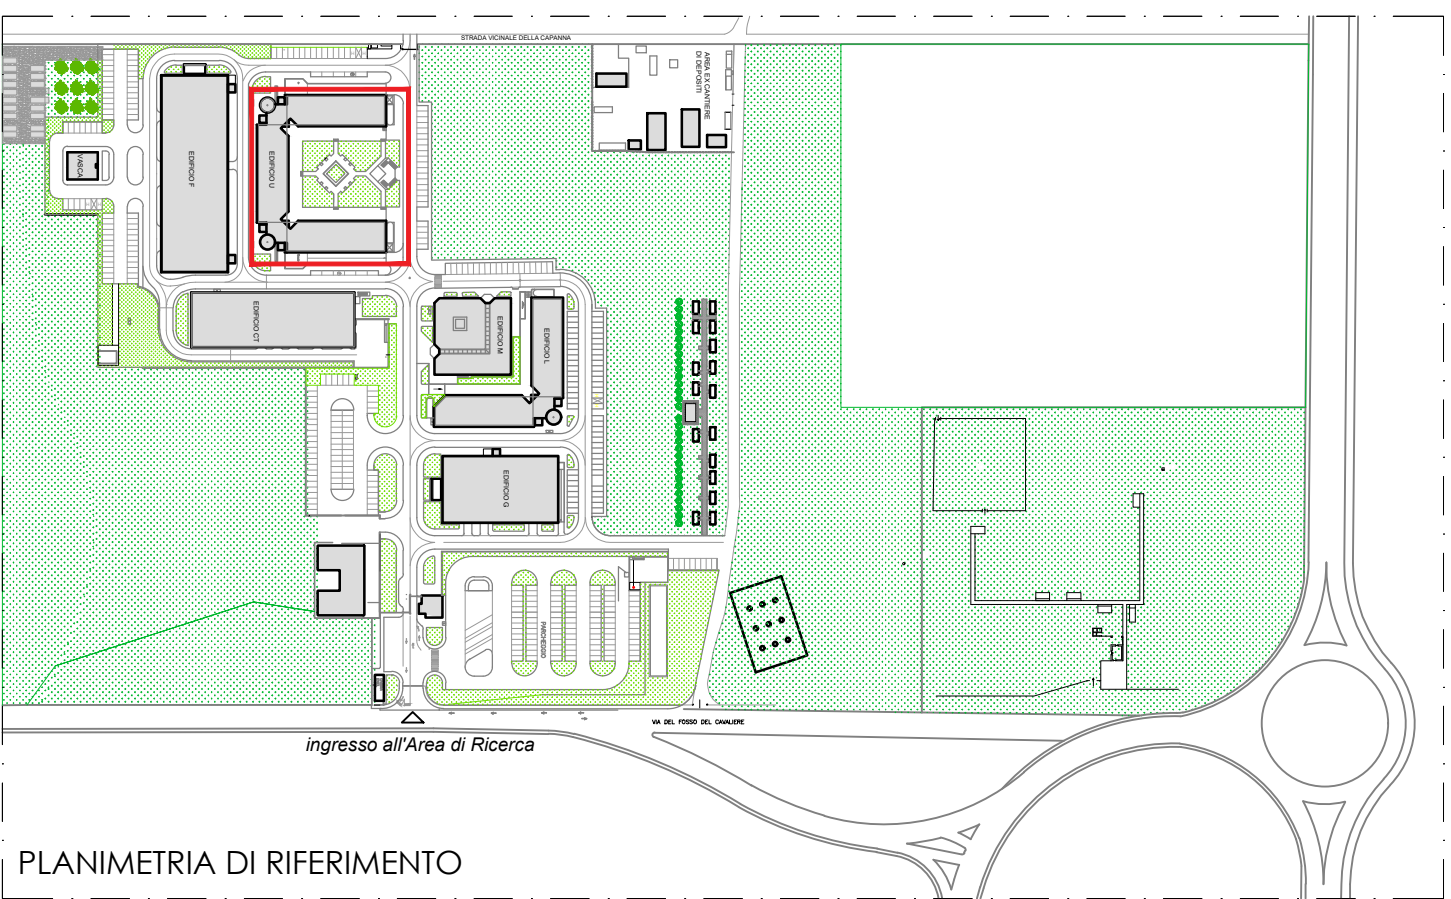 STRADA VICINALE DELLA CAPANNA
AREA EX CANTIERE
DI DEPOSITI
EDIFICIO F
EDIFICIO U
VASCA
EDIFICIO CT
EDIFICIO M
EDIFICIO L
EDIFICIO G
PARCHEGGIO
VIA DEL FOSSO DEL CAVALIERE
ingresso all'Area di Ricerca
PLANIMETRIA DI RIFERIMENTO